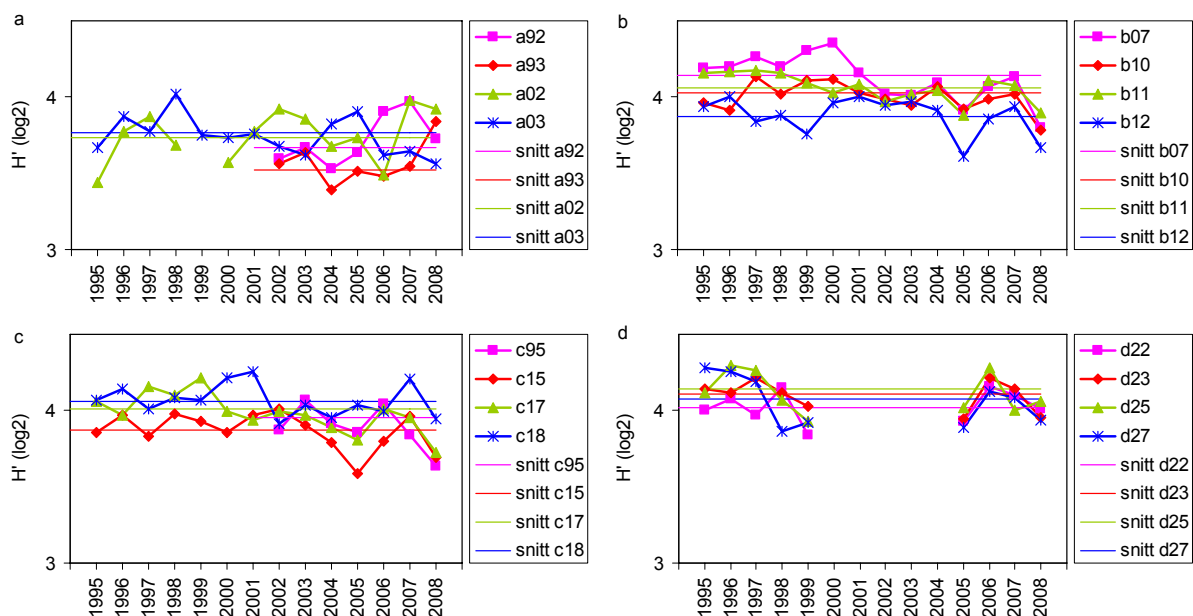 a
H' (log2)
4
3
1995 1996 1997 1998 1999 2000 2001 2002 2003 2004 2005 2006 2007 2008
a92
a93
a02
a03
snitt a92
snitt a93
snitt a02
snitt a03
b
H' (log2)
4
3
1995 1996 1997 1998 1999 2000 2001 2002 2003 2004 2005 2006 2007 2008
b07
b10
b11
b12
snitt b07
snitt b10
snitt b11
snitt b12
c
H' (log2)
4
3
1995 1996 1997 1998 1999 2000 2001 2002 2003 2004 2005 2006 2007 2008
c95
c15
c17
c18
snitt c95
snitt c15
snitt c17
snitt c18
d
H' (log2)
4
3
1995 1996 1997 1998 1999 2000 2001 2002 2003 2004 2005 2006 2007 2008
d22
d23
d25
d27
snitt d22
snitt d23
snitt d25
snitt d27